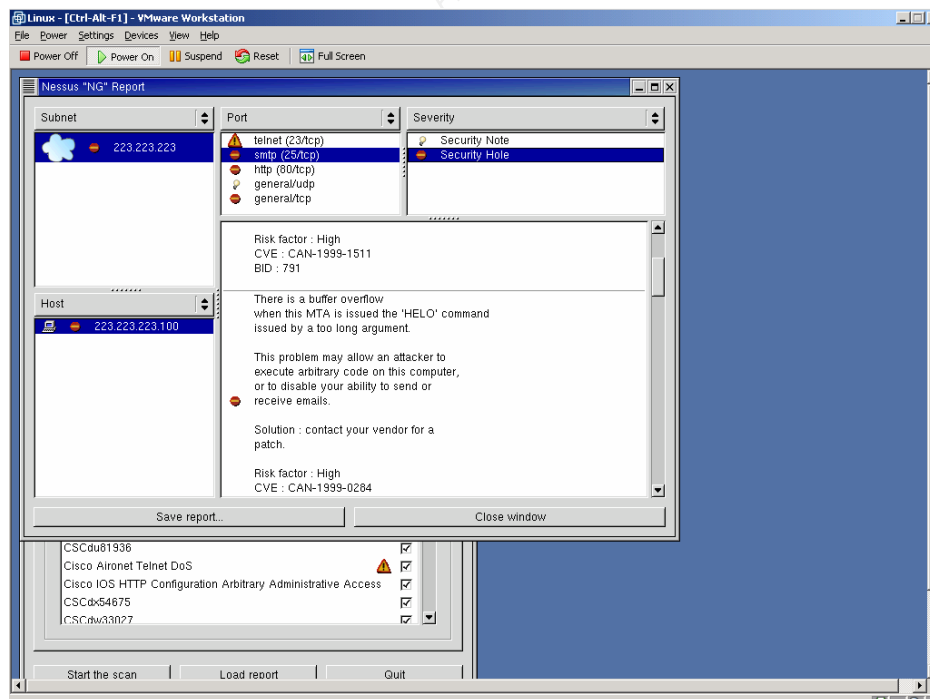 Linux - [Ctrl-Alt-F1] - VMware Workstation
File Power Settings Devices View Help
Power Off Power On Suspend Reset Full Screen
Nessus "NG" Report
Subnet
223.223.223
Port
telnet (23/tcp)
smtp (25/tcp)
http (80/tcp)
general/udp
general/tcp
Severity
Security Note
Security Hole
Host
223.223.223.100
Risk factor : High
CVE : CAN-1999-1511
BID : 791
There is a buffer overflow
when this MTA is issued the 'HELO' command
issued by a too long argument.
This problem may allow an attacker to
execute arbitrary code on this computer,
or to disable your ability to send or
receive emails.
Solution : contact your vendor for a
patch.
Risk factor : High
CVE : CAN-1999-0284
Save report...
Close window
CSCdu81936
Cisco Aironet Telnet DoS
Cisco IOS HTTP Configuration Arbitrary Administrative Access
CSCdx54675
CSCdw33027
Start the scan
Load report
Quit